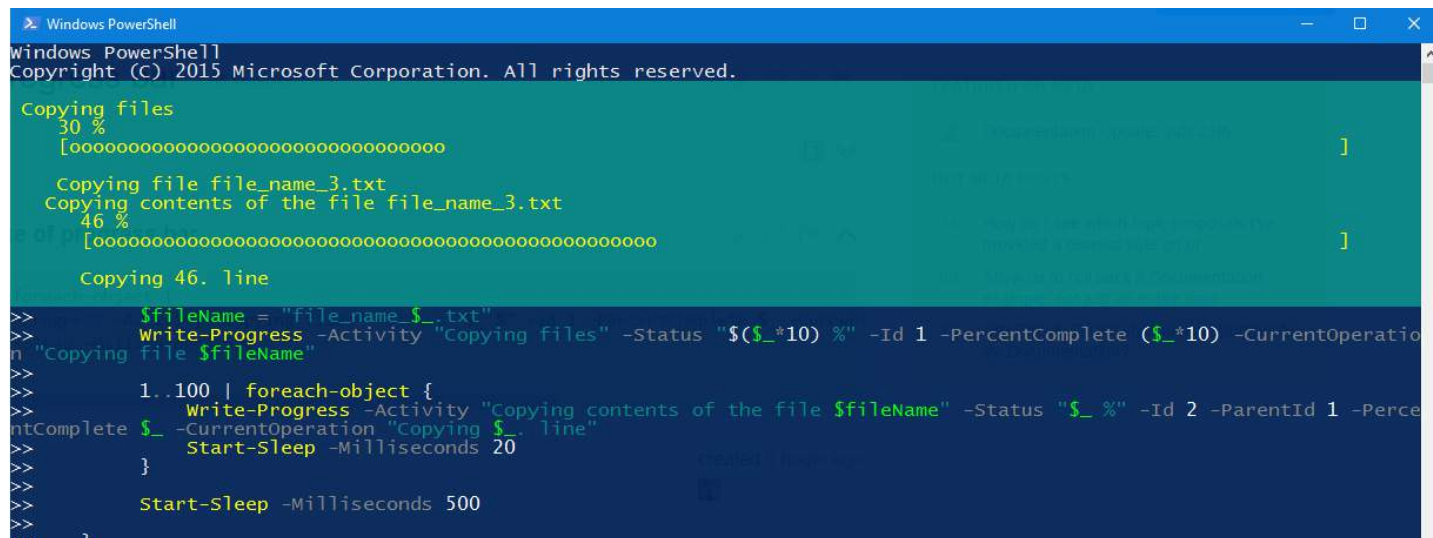 Windows PowerShell
Windows PowerShell
Copyright (C) 2015 Microsoft Corporation. All rights reserved.
Copying files
30 %
[oooooooooooooooooooooooooooooooo ]
Copying file file_name_3.txt
Copying contents of the file file_name_3.txt
46 %
[oooooooooooooooooooooooooooooooooooooooooooooooo ]
Copying 46. line
>> $fileName = "file_name_$_.txt"
>> Write-Progress -Activity "Copying files" -Status "$($_*10) %" -Id 1 -PercentComplete ($_*10) -CurrentOperatio
n "Copying file $fileName"
>>
>> 1..100 | foreach-object {
>> Write-Progress -Activity "Copying contents of the file $fileName" -Status "$_ %" -Id 2 -ParentId 1 -Perce
ntComplete $_ -CurrentOperation "Copying $_. line"
>> Start-Sleep -Milliseconds 20
>> }
>>
>> Start-Sleep -Milliseconds 500
>>